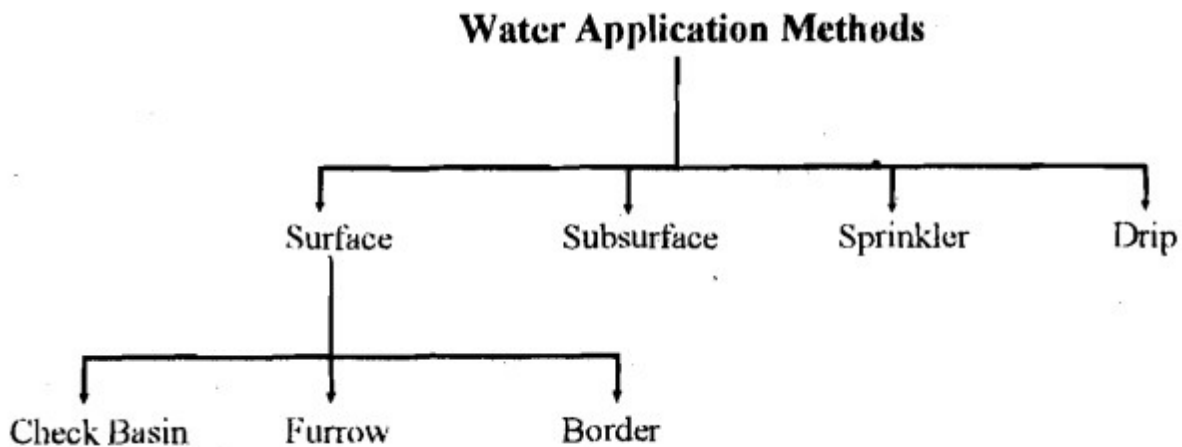 Water Application Methods
Surface Subsurface Sprinkler Drip
Check Basin Furrow Border